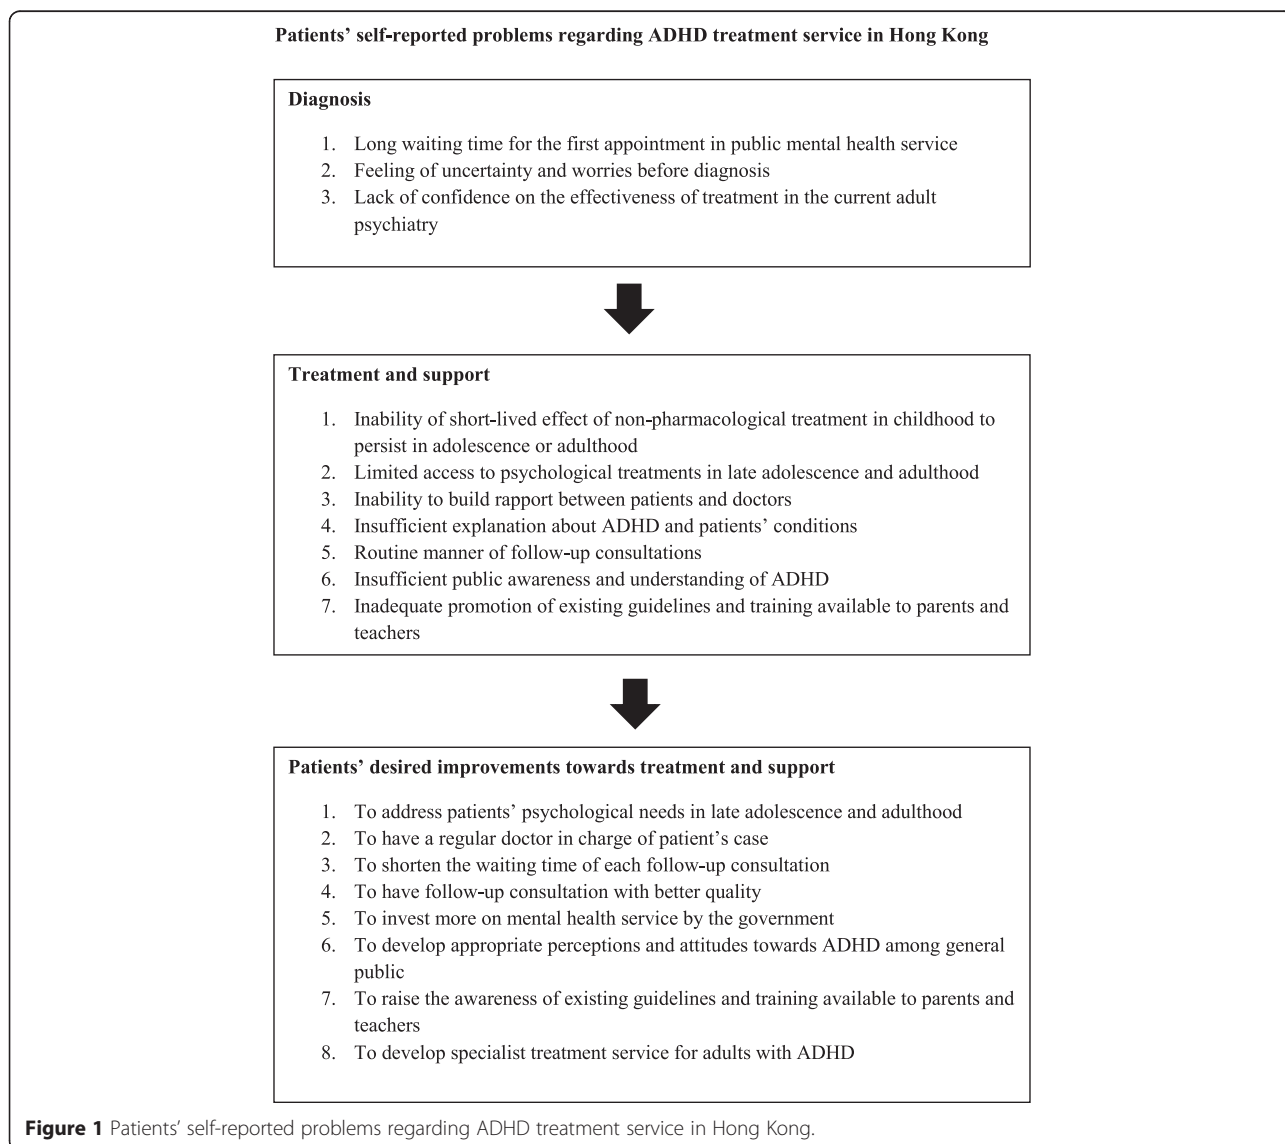 Patients’ self-reported problems regarding ADHD treatment service in Hong Kong
Diagnosis
1. Long waiting time for the first appointment in public mental health service
2. Feeling of uncertainty and worries before diagnosis
3. Lack of confidence on the effectiveness of treatment in the current adult
psychiatry
Treatment and support
1. Inability of short-lived effect of non-pharmacological treatment in childhood to
persist in adolescence or adulthood
2. Limited access to psychological treatments in late adolescence and adulthood
3. Inability to build rapport between patients and doctors
4. Insufficient explanation about ADHD and patients’ conditions
5. Routine manner of follow-up consultations
6. Insufficient public awareness and understanding of ADHD
7. Inadequate promotion of existing guidelines and training available to parents and
teachers
Patients’ desired improvements towards treatment and support
1. To address patients’ psychological needs in late adolescence and adulthood
2. To have a regular doctor in charge of patient’s case
3. To shorten the waiting time of each follow-up consultation
4. To have follow-up consultation with better quality
5. To invest more on mental health service by the government
6. To develop appropriate perceptions and attitudes towards ADHD among general
public
7. To raise the awareness of existing guidelines and training available to parents and
teachers
8. To develop specialist treatment service for adults with ADHD
Figure 1 Patients’ self-reported problems regarding ADHD treatment service in Hong Kong.